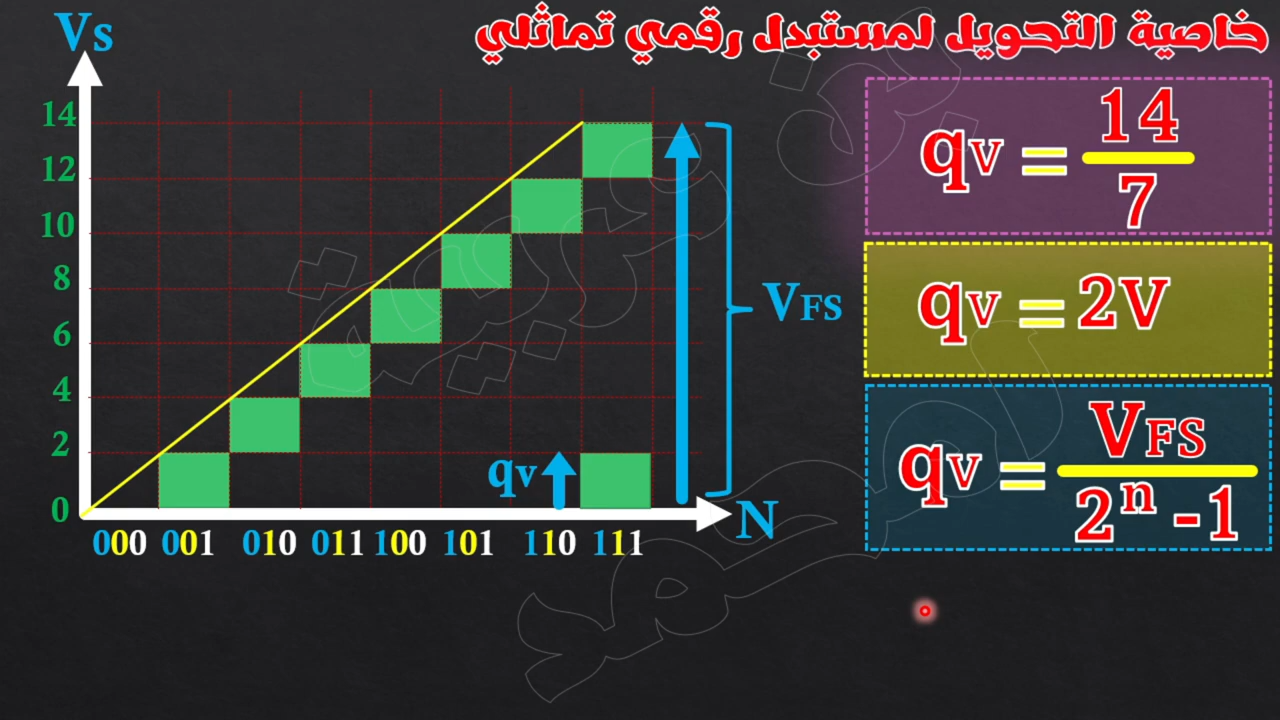 خاصية التحويل لمستبدل رقمي تماثلي
Vs
14
12
10
8
6
4
2
0
000 001 010 011 100 101 110 111
N
qv
VFS
qv = 14
7
qv = 2V
qv = VFS
2ⁿ -1